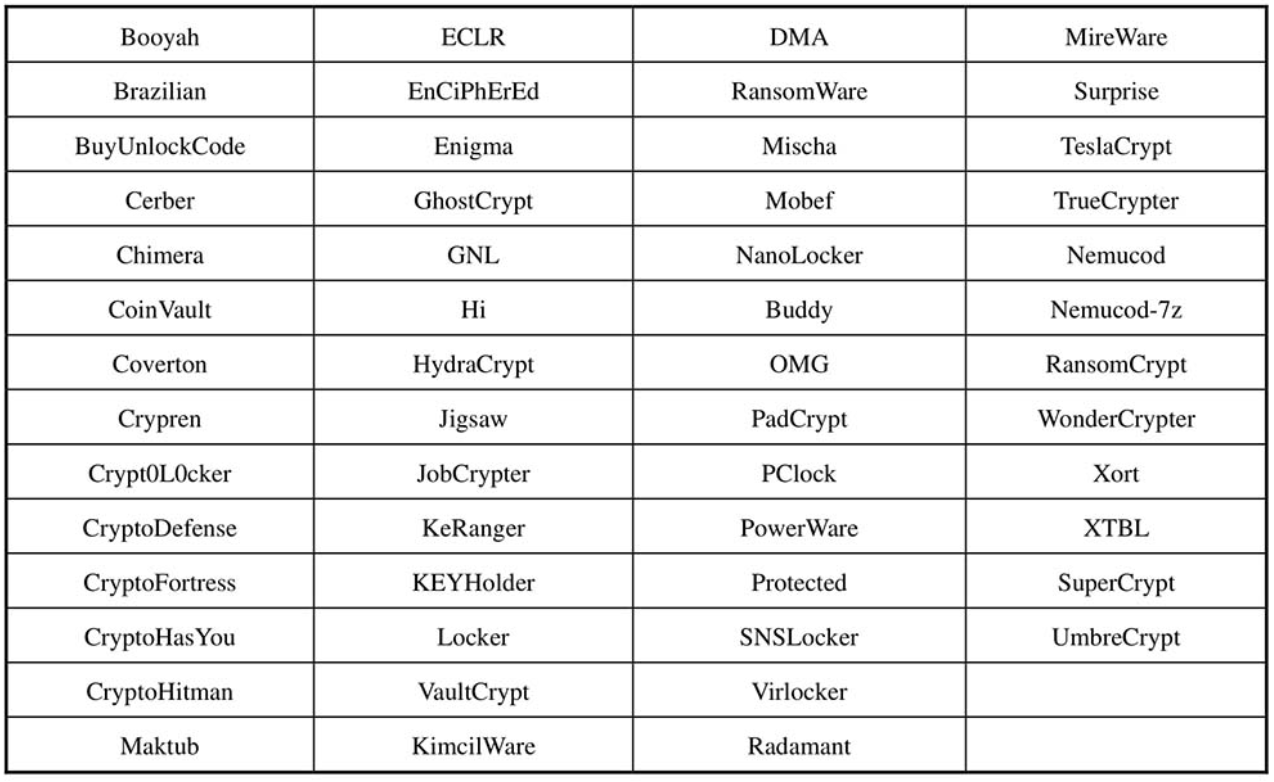 Booyah ECLR DMA MireWare
Brazilian EnCiPhErEd RansomWare Surprise
BuyUnlockCode Enigma Mischa TeslaCrypt
Cerber GhostCrypt Mobef TrueCrypter
Chimera GNL NanoLocker Nemucod
CoinVault Hi Buddy Nemucod-7z
Coverton HydraCrypt OMG RansomCrypt
Crypren Jigsaw PadCrypt WonderCrypter
Crypt0L0cker JobCrypter PClock Xort
CryptoDefense KeRanger PowerWare XTBL
CryptoFortress KEYHolder Protected SuperCrypt
CryptoHasYou Locker SNSLocker UmbreCrypt
CryptoHitman VaultCrypt Virlocker
Maktub KimcilWare Radamant